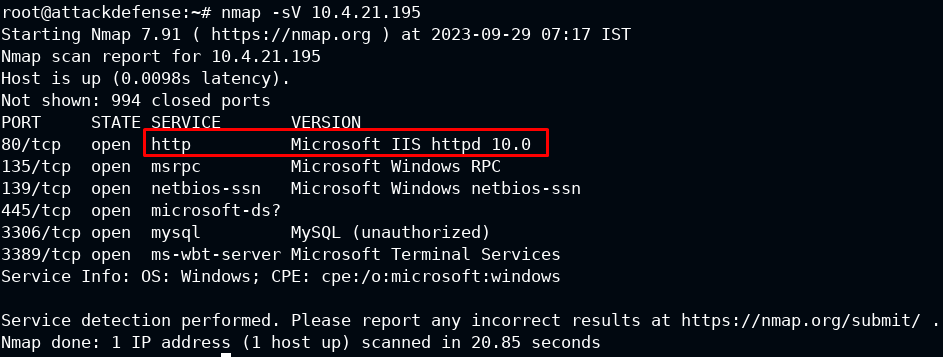 root@attackdefense:~# nmap -sV 10.4.21.195
Starting Nmap 7.91 ( https://nmap.org ) at 2023-09-29 07:17 IST
Nmap scan report for 10.4.21.195
Host is up (0.0098s latency).
Not shown: 994 closed ports
PORT     STATE SERVICE       VERSION
80/tcp   open  http          Microsoft IIS httpd 10.0
135/tcp  open  msrpc         Microsoft Windows RPC
139/tcp  open  netbios-ssn   Microsoft Windows netbios-ssn
445/tcp  open  microsoft-ds?
3306/tcp open  mysql         MySQL (unauthorized)
3389/tcp open  ms-wbt-server Microsoft Terminal Services
Service Info: OS: Windows; CPE: cpe:/o:microsoft:windows
Service detection performed. Please report any incorrect results at https://nmap.org/submit/ .
Nmap done: 1 IP address (1 host up) scanned in 20.85 seconds